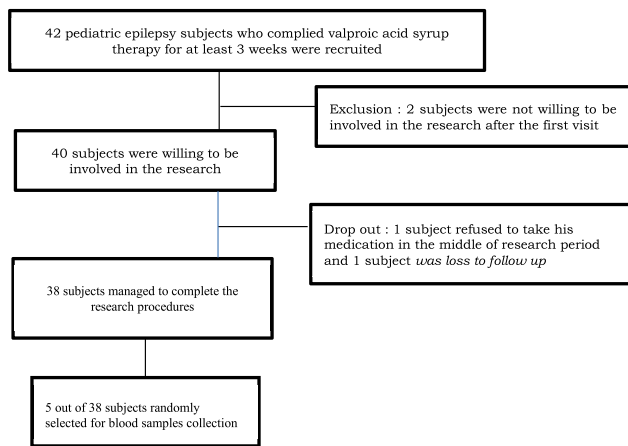 42 pediatric epilepsy subjects who complied valproic acid syrup
therapy for at least 3 weeks were recruited
Exclusion : 2 subjects were not willing to be
involved in the research after the first visit
40 subjects were willing to be
involved in the research
Drop out : 1 subject refused to take his
medication in the middle of research period
and 1 subject was loss to follow up
38 subjects managed to complete the
research procedures
5 out of 38 subjects randomly
selected for blood samples collection